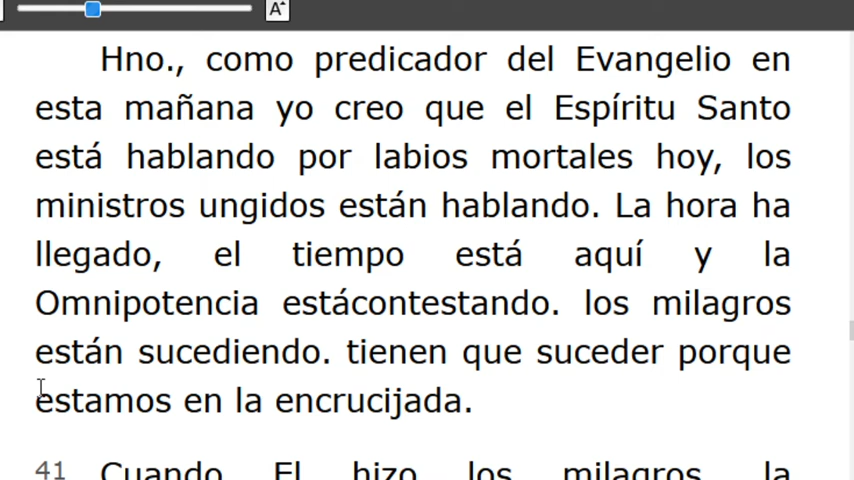 A
Hno., como predicador del Evangelio en
esta mañana yo creo que el Espíritu Santo
está hablando por labios mortales hoy, los
ministros ungidos están hablando. La hora ha
llegado, el tiempo está aquí y la
Omnipotencia estácontestando. los milagros
están sucediendo. tienen que suceder porque
estamos en la encrucijada.
41 Cuando El hizo los milagros, la